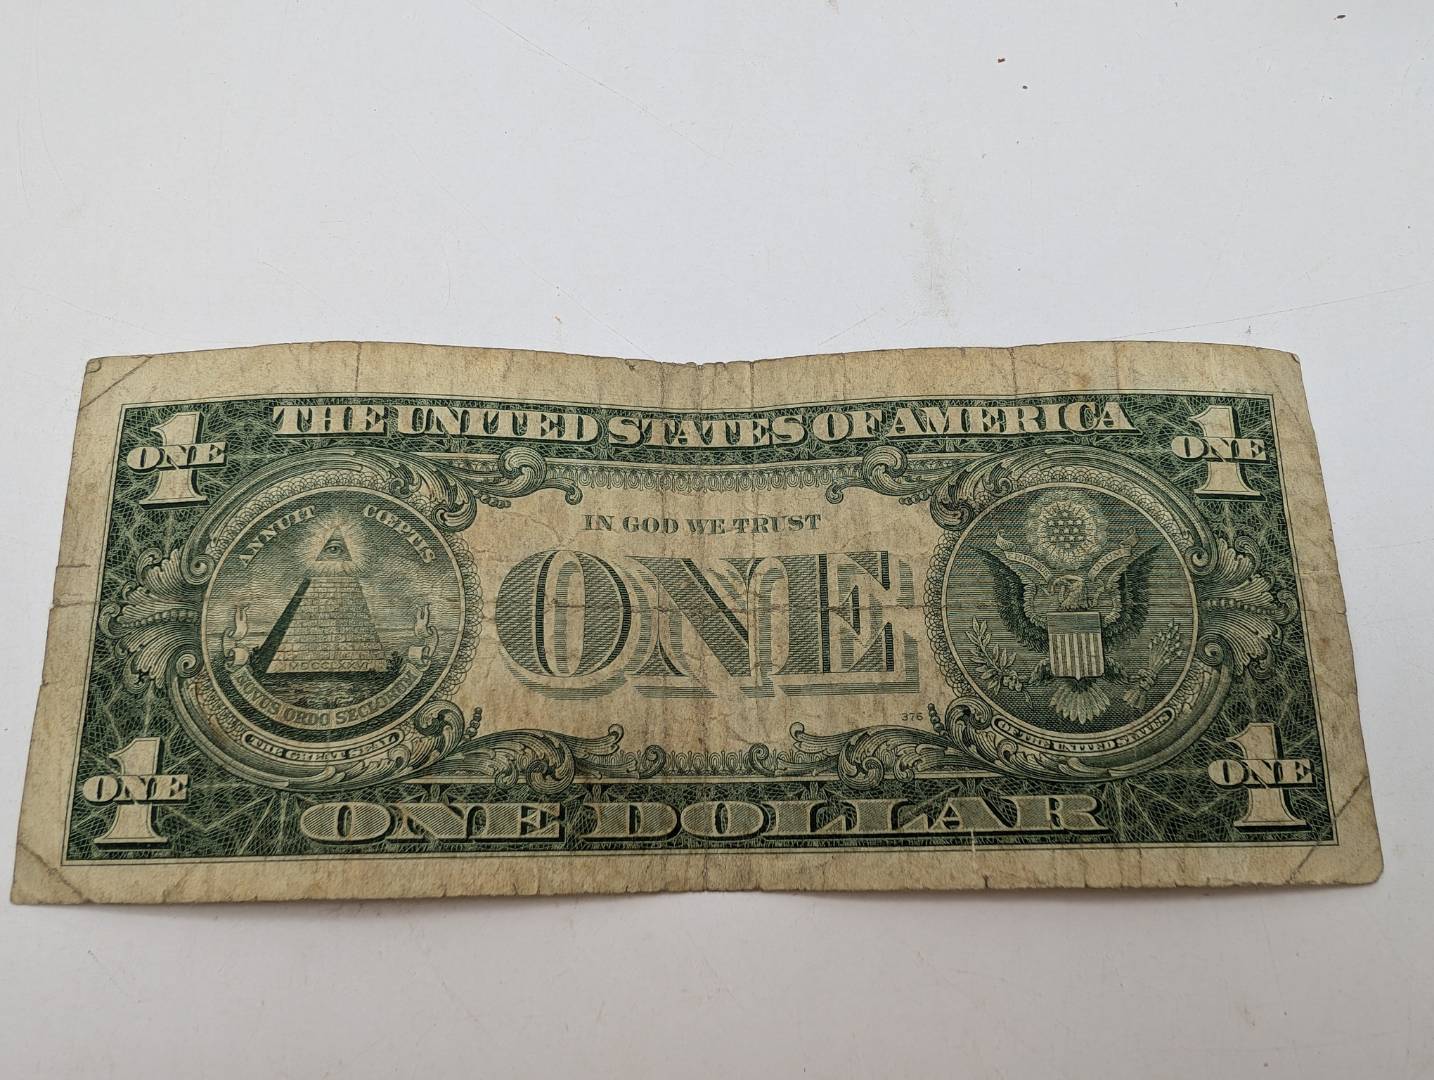 THE UNITED STATES OF AMERICA
1
ONE
1
ONE
ANNUIT CŒPTIS
IN GOD WE TRUST
ONE
MDCCLXXVI
NOVUS ORDO SECLORUM
THE GREAT SEAL
376
OF THE UNITED STATES
1
ONE
1
ONE
ONE DOLLAR